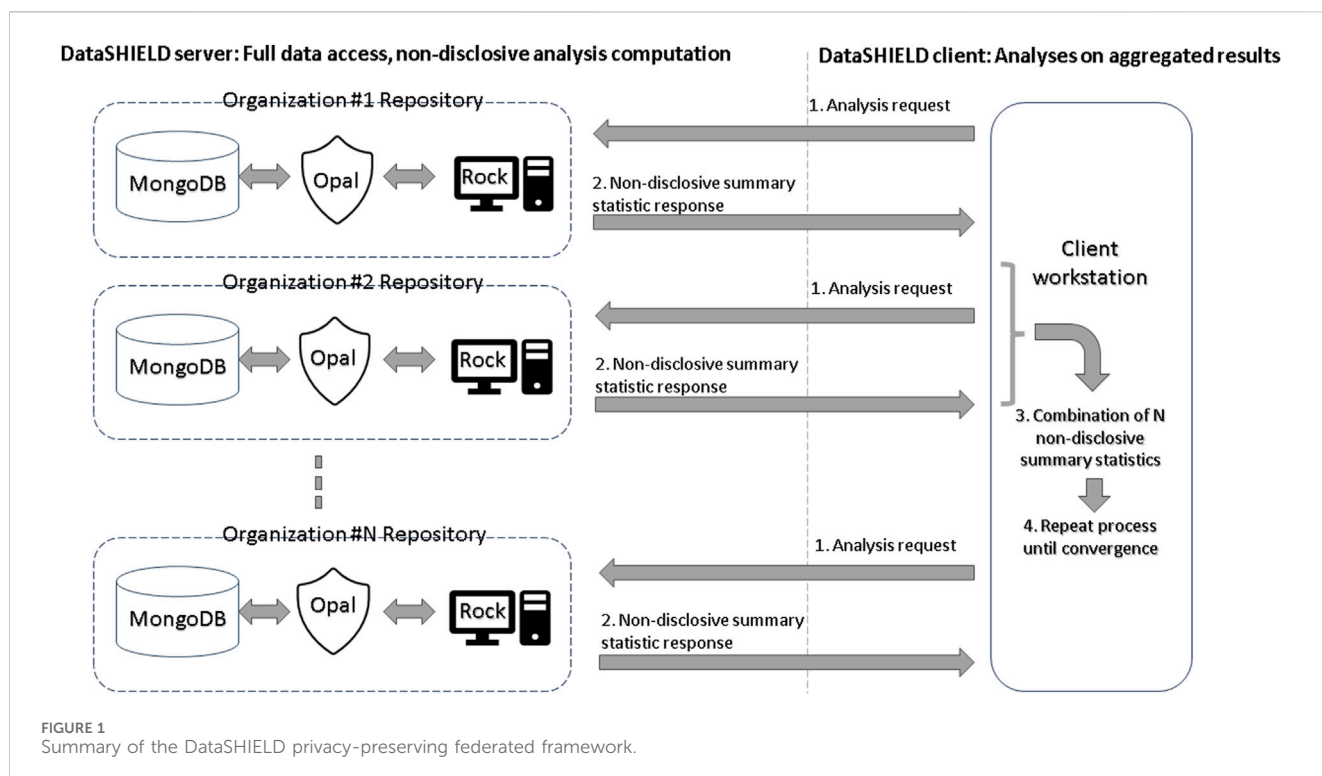 DataSHIELD server: Full data access, non-disclosive analysis computation
DataSHIELD client: Analyses on aggregated results
Organization #1 Repository
MongoDB
Opal
Rock
1. Analysis request
2. Non-disclosive summary
statistic response
Organization #2 Repository
MongoDB
Opal
Rock
1. Analysis request
2. Non-disclosive summary
statistic response
Organization #N Repository
MongoDB
Opal
Rock
1. Analysis request
2. Non-disclosive summary
statistic response
Client
workstation
3. Combination of N
non-disclosive
summary statistics
4. Repeat process
until convergence
FIGURE 1
Summary of the DataSHIELD privacy-preserving federated framework.